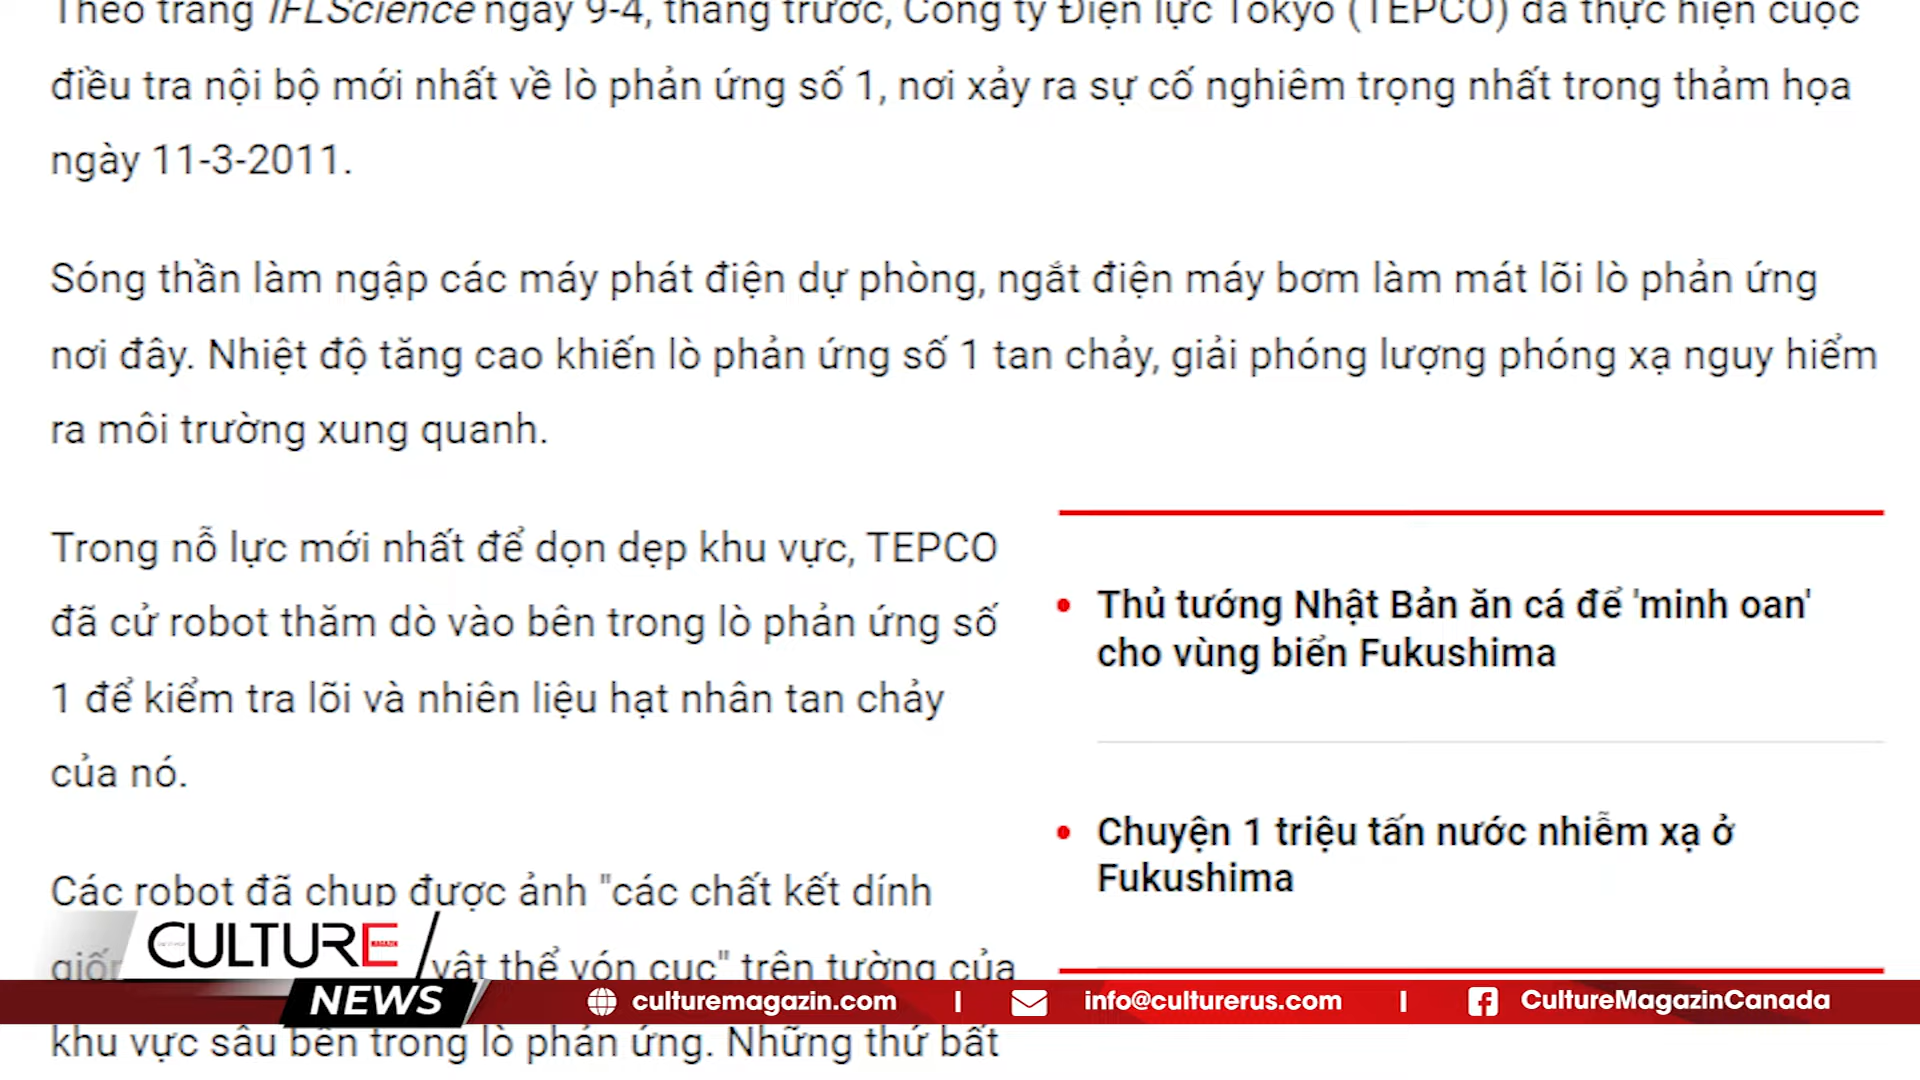 Theo trang IFLScience ngày 9-4, tháng trước, Công ty Điện lực Tokyo (TEPCO) đã thực hiện cuộc
điều tra nội bộ mới nhất về lò phản ứng số 1, nơi xảy ra sự cố nghiêm trọng nhất trong thảm họa
ngày 11-3-2011.
Sóng thần làm ngập các máy phát điện dự phòng, ngắt điện máy bơm làm mát lõi lò phản ứng
nơi đây. Nhiệt độ tăng cao khiến lò phản ứng số 1 tan chảy, giải phóng lượng phóng xạ nguy hiểm
ra môi trường xung quanh.
Trong nỗ lực mới nhất để dọn dẹp khu vực, TEPCO
đã cử robot thăm dò vào bên trong lò phản ứng số
1 để kiểm tra lõi và nhiên liệu hạt nhân tan chảy
của nó.
Các robot đã chụp được ảnh "các chất kết dính
vật thể vón cục" trên tường của
khu vực sâu bên trong lò phản ứng. Những thứ bất
Thủ tướng Nhật Bản ăn cá để 'minh oan'
cho vùng biển Fukushima
Chuyện 1 triệu tấn nước nhiễm xạ ở
Fukushima
CULTURE
MAGAZIN
NEWS
culturemagazin.com | info@culturerus.com | CultureMagazinCanada